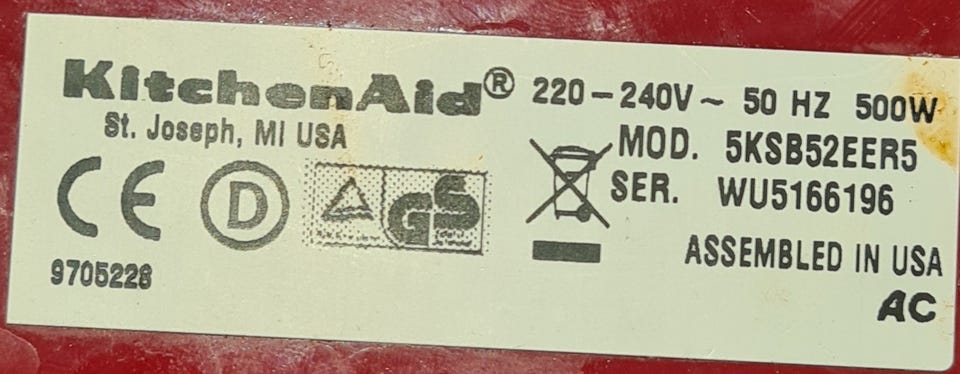 KitchenAid® 220-240V~ 50 HZ 500W
St. Joseph, MI USA
MOD. 5KSB52EER5
SER. WU5166196
CE D GS
ASSEMBLED IN USA
9705228
AC